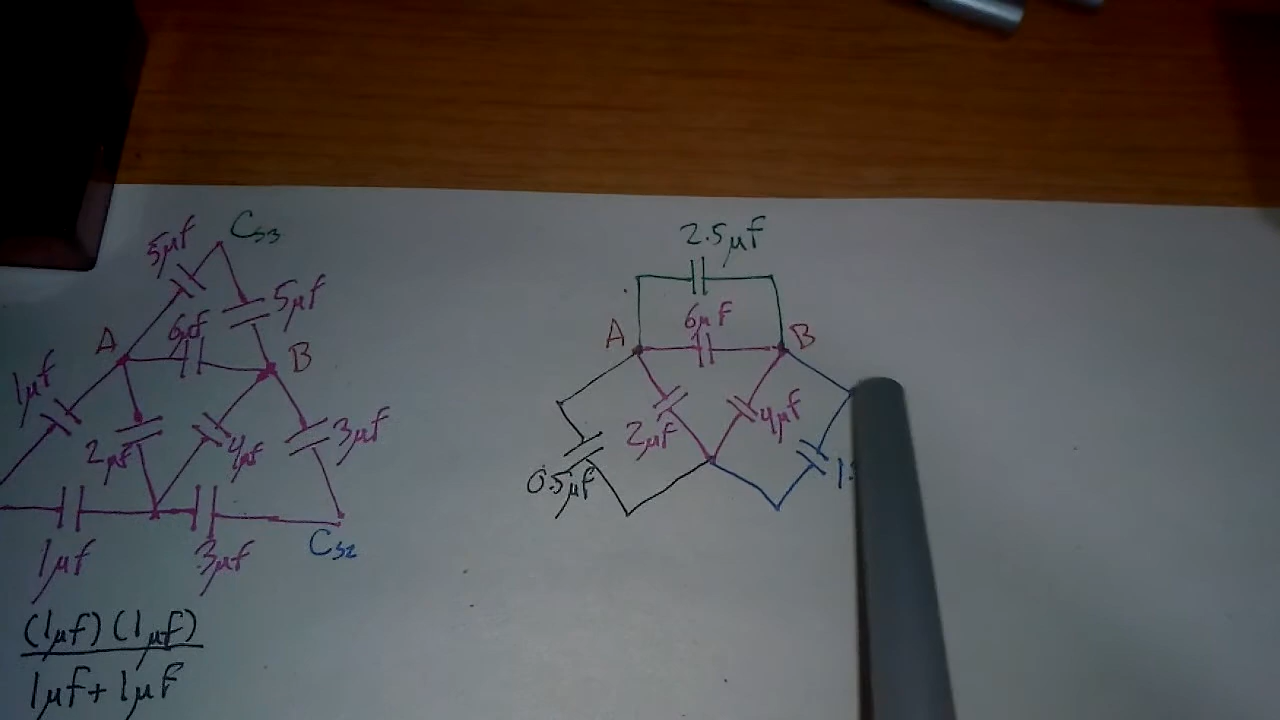 5μf Cs3
5μf
A 6μf B
1μf
2μf 4μf 3μf
1μf 3μf Cs2
(1μf)(1μf)
1μf+1μF
2.5μf
A 6μF B
2μf 4μf
0.5μf 1.